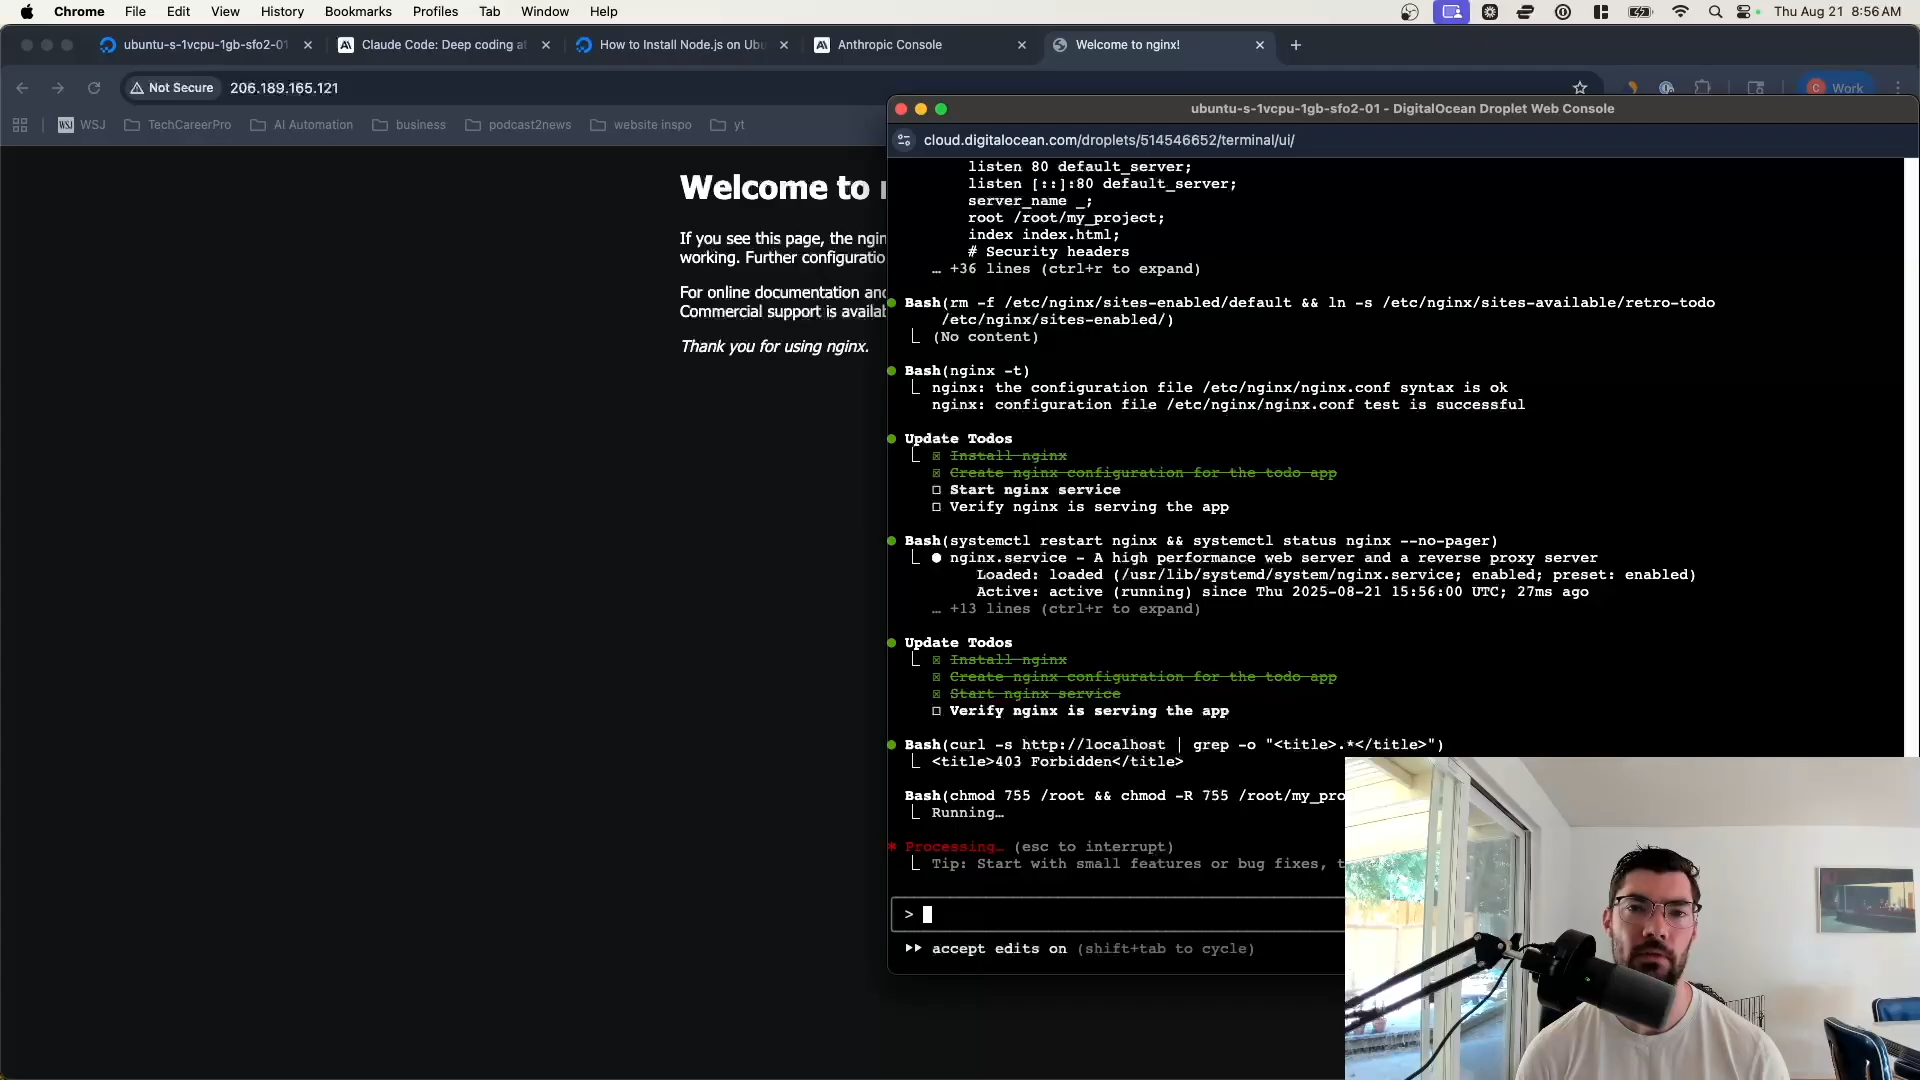 Chrome File Edit View History Bookmarks Profiles Tab Window Help
Thu Aug 21 8:56 AM
ubuntu-s-1vcpu-1gb-sfo2-01
Claude Code: Deep coding at
How to Install Node.js on Ubu
Anthropic Console
Welcome to nginx!
Not Secure 206.189.165.121
Work
WSJ WSJ TechCareerPro AI Automation business podcast2news website inspo yt
Welcome to n
If you see this page, the ngin
working. Further configuratio
For online documentation and
Commercial support is availab
Thank you for using nginx.
ubuntu-s-1vcpu-1gb-sfo2-01 - DigitalOcean Droplet Web Console
cloud.digitalocean.com/droplets/514546652/terminal/ui/
listen 80 default_server;
listen [::]:80 default_server;
server_name _;
root /root/my_project;
index index.html;
# Security headers
… +36 lines (ctrl+r to expand)
Bash(rm -f /etc/nginx/sites-enabled/default && ln -s /etc/nginx/sites-available/retro-todo
/etc/nginx/sites-enabled/)
(No content)
Bash(nginx -t)
nginx: the configuration file /etc/nginx/nginx.conf syntax is ok
nginx: configuration file /etc/nginx/nginx.conf test is successful
Update Todos
☒ Install nginx
☒ Create nginx configuration for the todo app
☐ Start nginx service
☐ Verify nginx is serving the app
Bash(systemctl restart nginx && systemctl status nginx --no-pager)
● nginx.service - A high performance web server and a reverse proxy server
Loaded: loaded (/usr/lib/systemd/system/nginx.service; enabled; preset: enabled)
Active: active (running) since Thu 2025-08-21 15:56:00 UTC; 27ms ago
… +13 lines (ctrl+r to expand)
Update Todos
☒ Install nginx
☒ Create nginx configuration for the todo app
☒ Start nginx service
☐ Verify nginx is serving the app
Bash(curl -s http://localhost | grep -o "<title>.*</title>")
<title>403 Forbidden</title>
Bash(chmod 755 /root && chmod -R 755 /root/my_pro
Running…
* Processing… (esc to interrupt)
Tip: Start with small features or bug fixes, t
>
accept edits on (shift+tab to cycle)